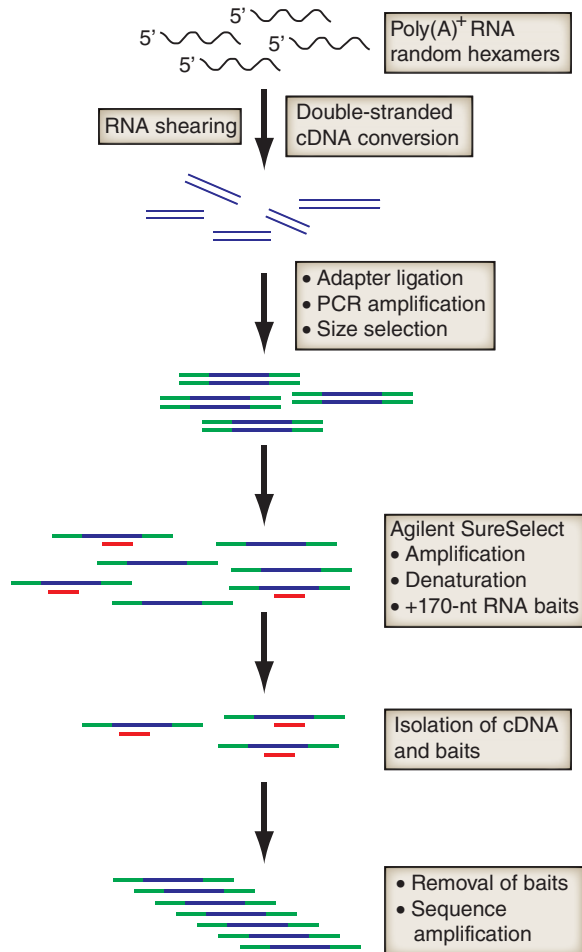 5’
5’
5’
5’
Poly(A)+ RNA
random hexamers
RNA shearing
Double-stranded
cDNA conversion
• Adapter ligation
• PCR amplification
• Size selection
Agilent SureSelect
• Amplification
• Denaturation
• +170-nt RNA baits
Isolation of cDNA
and baits
• Removal of baits
• Sequence
amplification